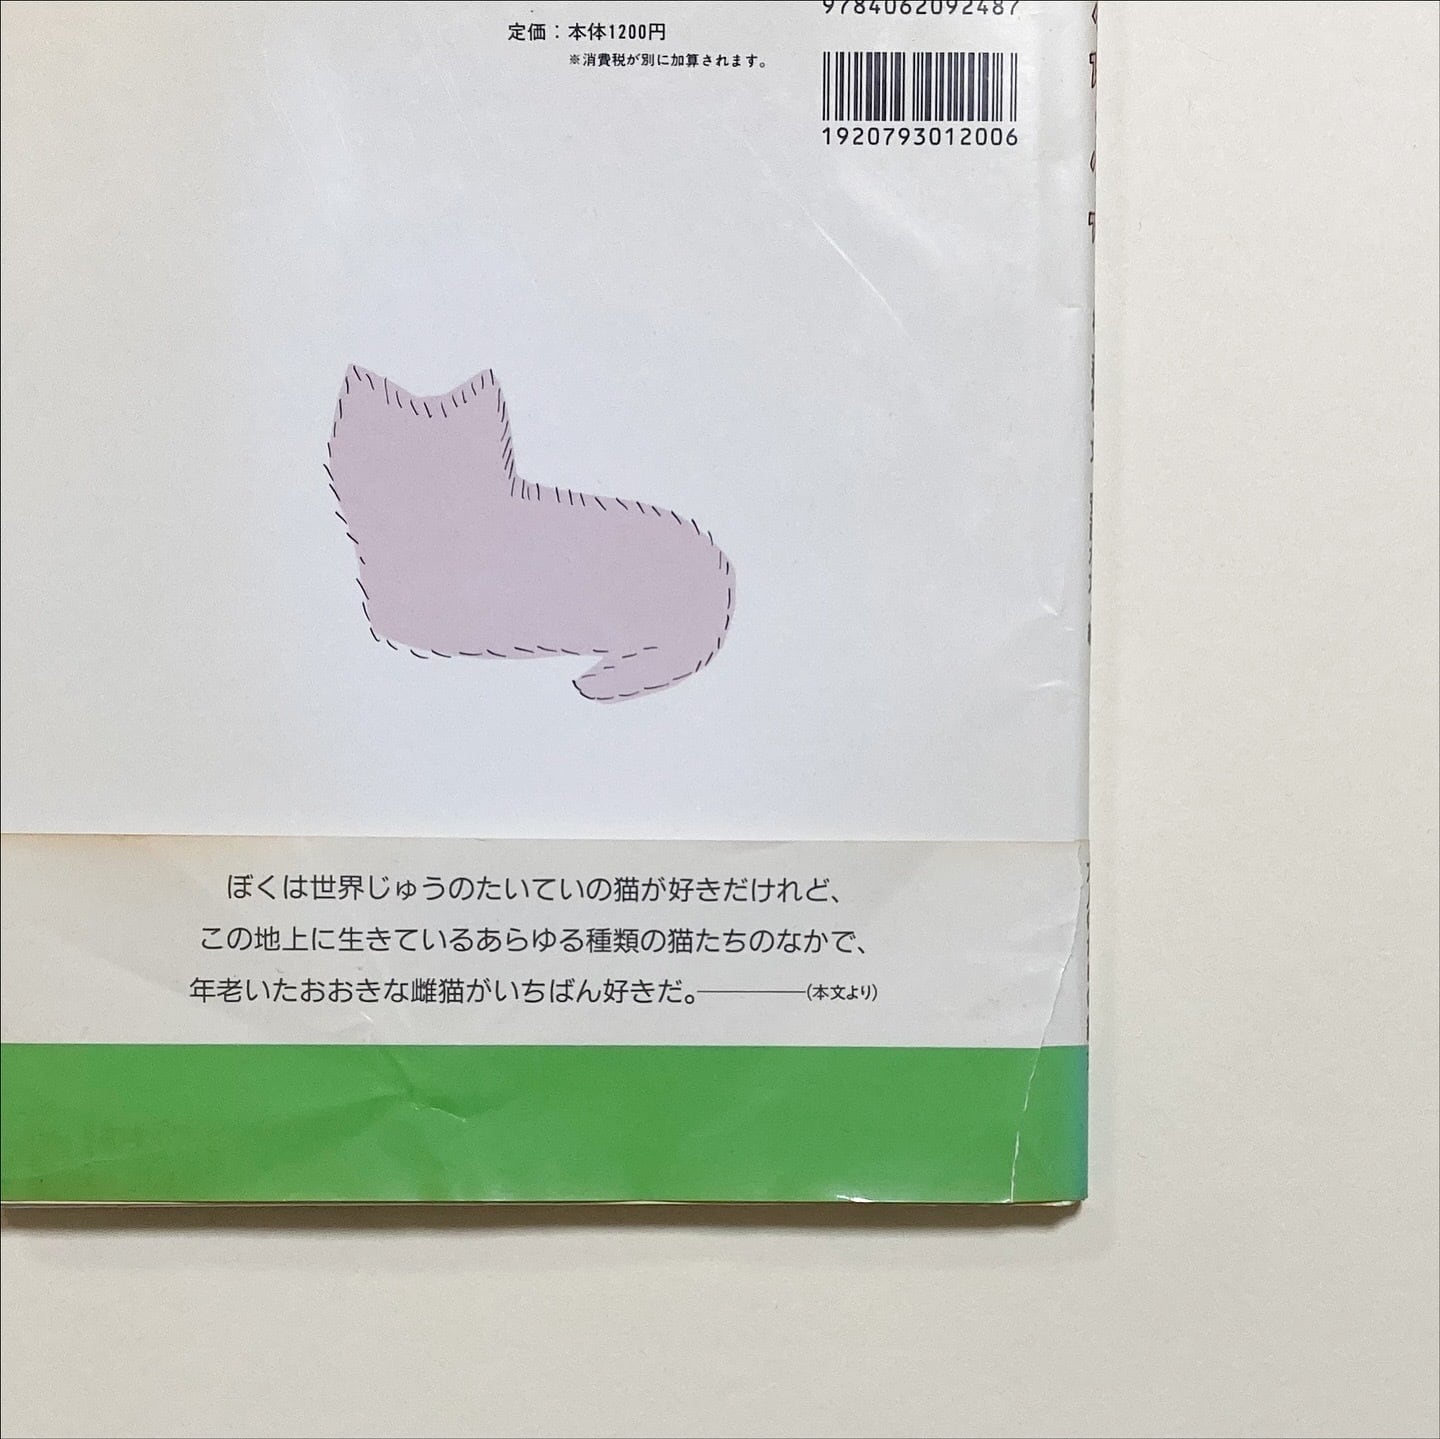 9784062092487
定価：本体1200円
※消費税が別に加算されます。
1920793012006
ぼくは世界じゅうのたいていの猫が好きだけれど、
この地上に生きているあらゆる種類の猫たちのなかで、
年老いたおおきな雌猫がいちばん好きだ。――――(本文より)